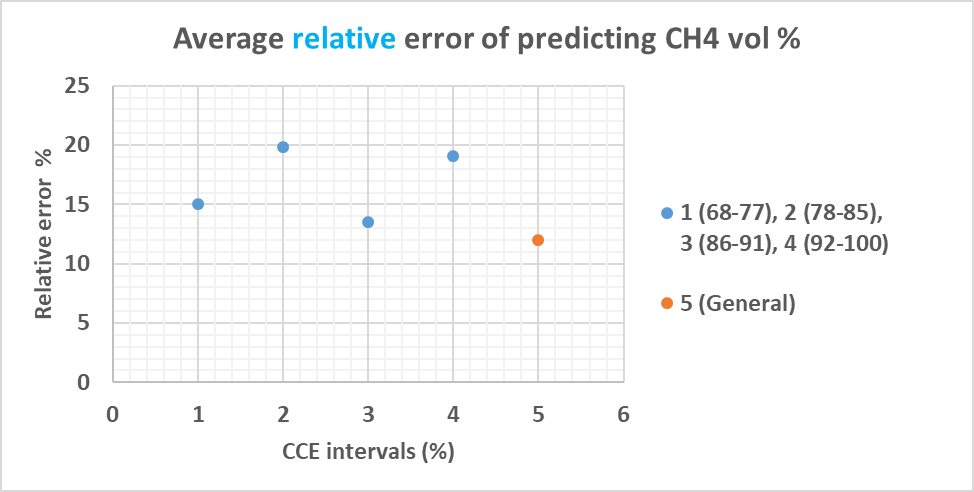 Average relative error of predicting CH4 vol %
25
20
15
10
5
0
Relative error %
0 1 2 3 4 5 6
CCE intervals (%)
1 (68-77), 2 (78-85),
3 (86-91), 4 (92-100)
5 (General)